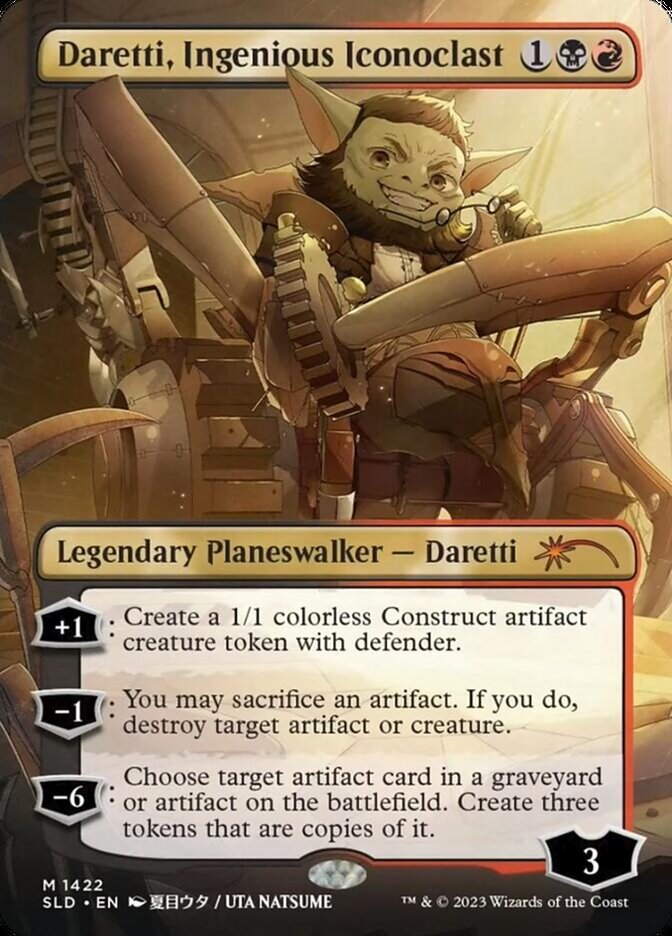 Daretti, Ingenious Iconoclast 1
Legendary Planeswalker — Daretti
+1 : Create a 1/1 colorless Construct artifact
creature token with defender.
−1 : You may sacrifice an artifact. If you do,
destroy target artifact or creature.
−6 : Choose target artifact card in a graveyard
or artifact on the battlefield. Create three
tokens that are copies of it.
3
M 1422
SLD • EN 夏目ウタ / UTA NATSUME
™ & © 2023 Wizards of the Coast